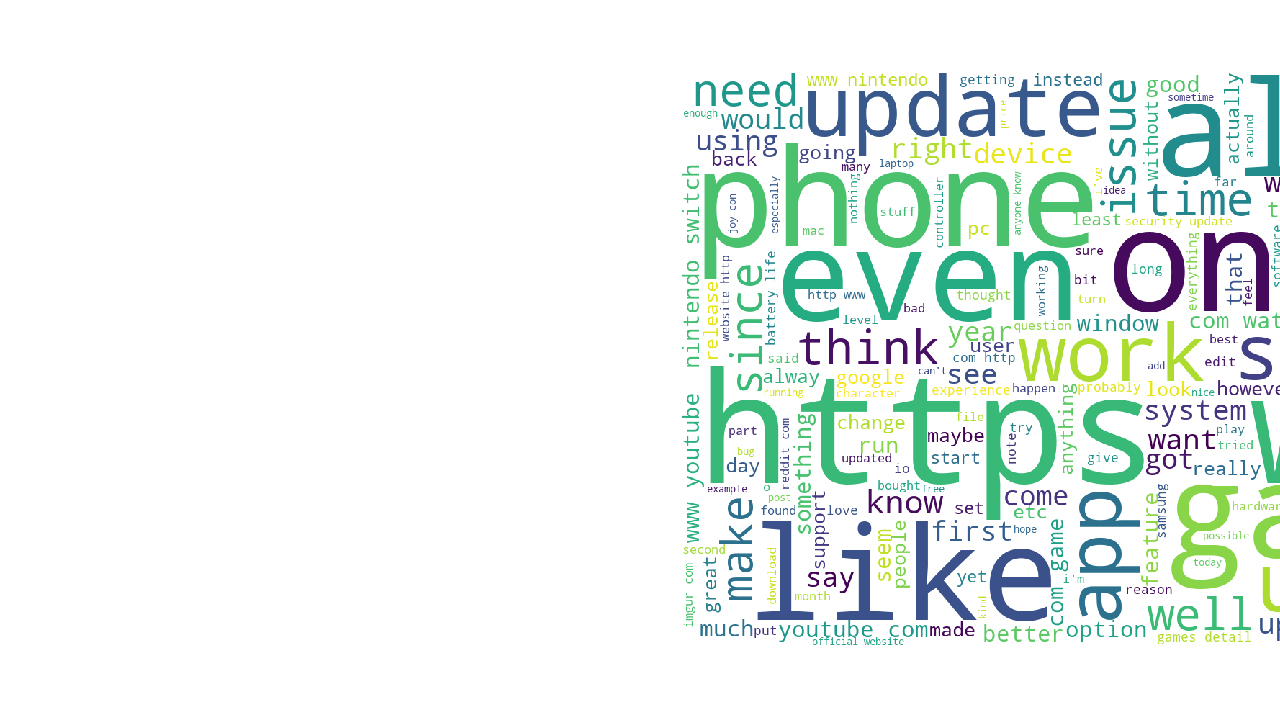 need
www nintendo
getting
instead
good
sometime
enough
would
update
price
issue
without
actually
around
using
going
right
device
back
many
laptop
phone
i've
idea
far
time
joy con
especially
nothing
stuff
controller
anyone know
least
security update
mac
pc
nintendo switch
on
software
since
website http
battery life
even
sure
long
everything
that
feel
release
http www
thought
working
bit
turn
level
bad
year
question
window
said
think
user
work
best
com http
see
add
edit
alway
google
can't
running
character
experience
happen
probably
look
nice
https
www youtube
part
reddit com
something
change
file
try
anything
system
play
bug
run
maybe
note
want
tried
day
updated
start
give
got
really
io
example
post
bought
free
know
set
come
app
samsung
found
love
etc
feature
possible
make
support
like
first
hope
com game
today
second
seem
people
imgur com
great
download
say
yet
i'm
reason
month
kind
well
much
put
youtube com
made
better
option
games detail
official website